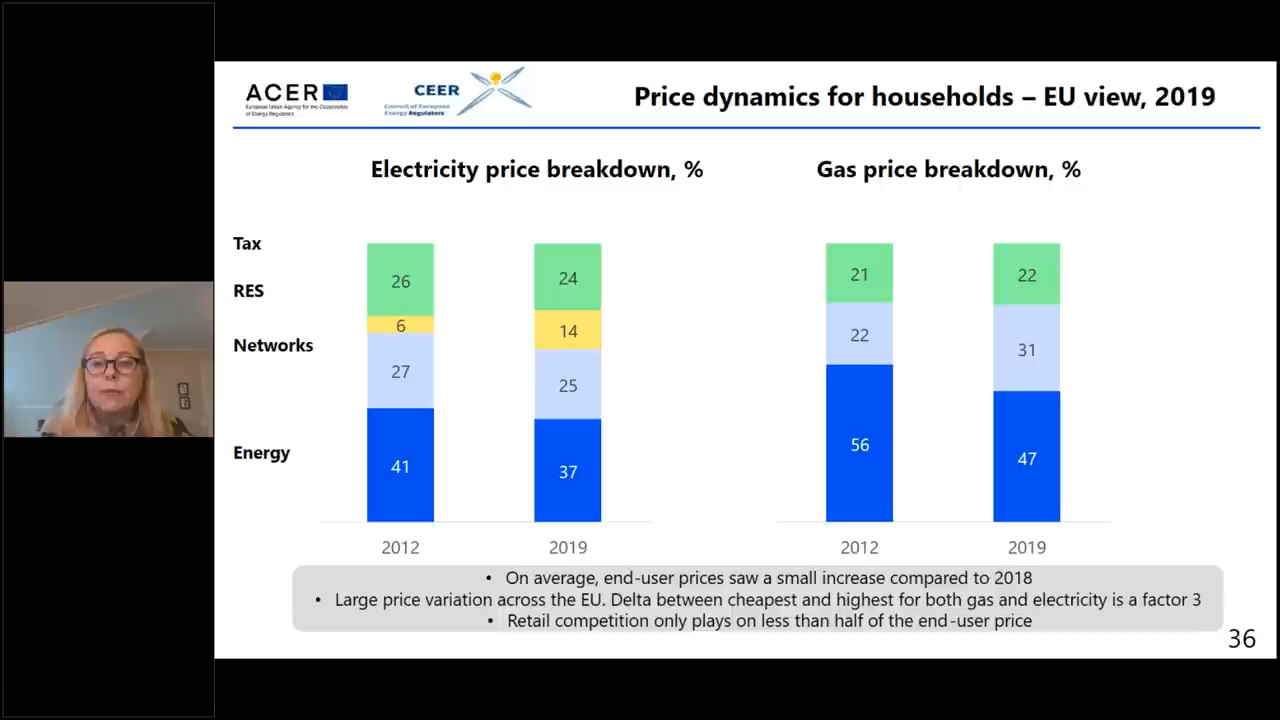 ACER
European Union Agency for the Cooperation
of Energy Regulators
CEER
Council of European
Energy Regulators
Price dynamics for households – EU view, 2019
Electricity price breakdown, %
Gas price breakdown, %
Tax
RES
Networks
Energy
26
6
27
41
2012
24
14
25
37
2019
21
22
56
2012
22
31
47
2019
• On average, end-user prices saw a small increase compared to 2018
• Large price variation across the EU. Delta between cheapest and highest for both gas and electricity is a factor 3
• Retail competition only plays on less than half of the end-user price
36